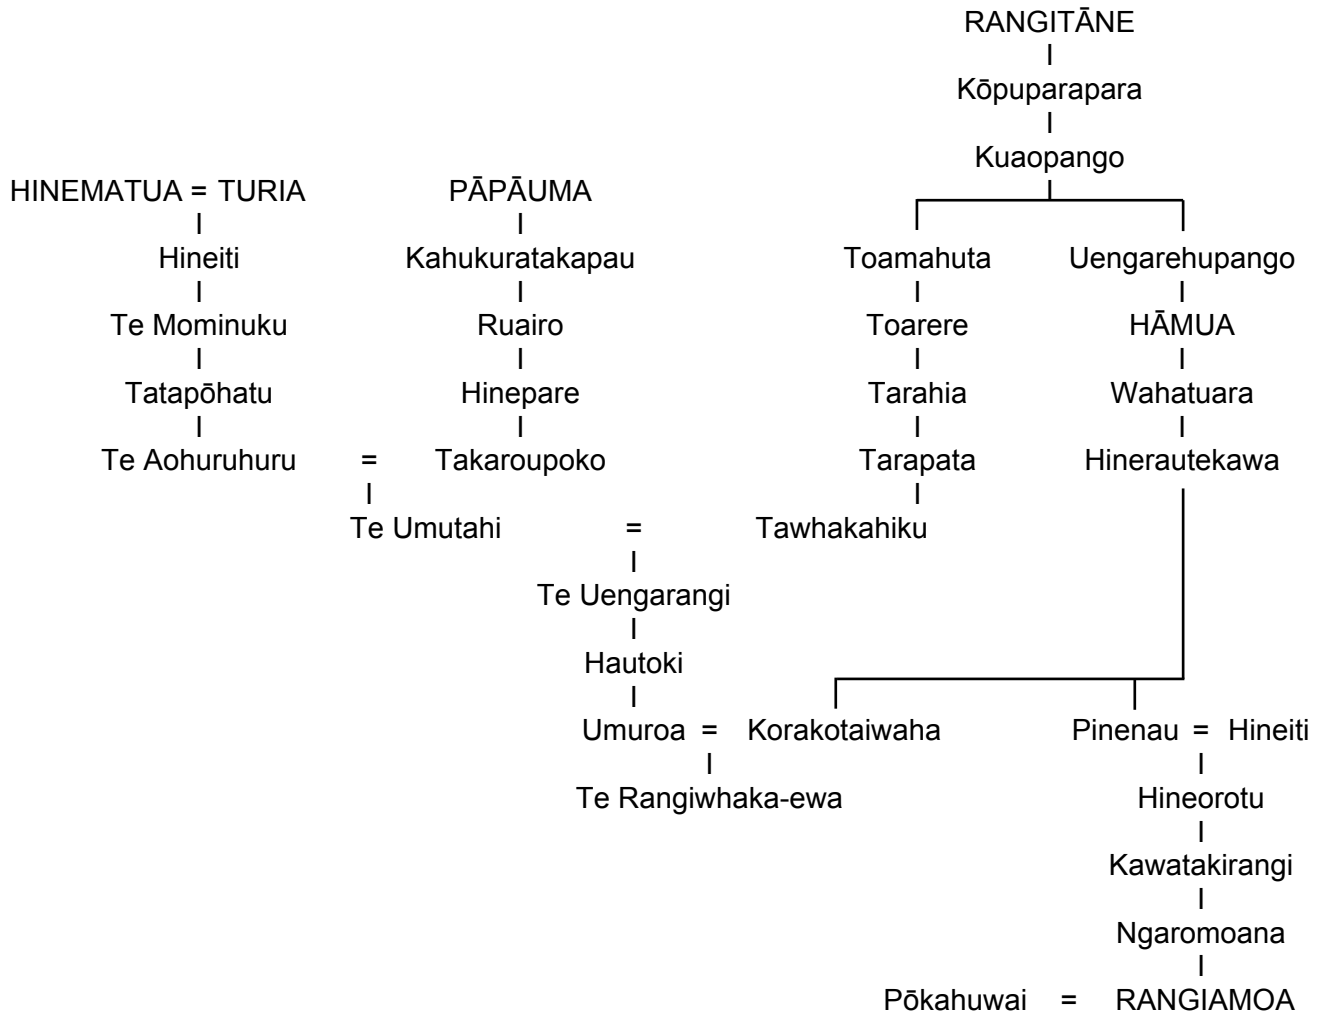 RANGITĀNE
Kōpuparapara
Kuaopango
HINEMATUA = TURIA PĀPĀUMA
Hineiti Kahukuratakapau Toamahuta Uengarehupango
Te Mominuku Ruairo Toarere HĀMUA
Tatapōhatu Hinepare Tarahia Wahatuara
Te Aohuruhuru = Takaroupoko Tarapata Hinerautekawa
Te Umutahi = Tawhakahiku
Te Uengarangi
Hautoki
Umuroa = Korakotaiwaha Pinenau = Hineiti
Te Rangiwhaka-ewa Hineorotu
Kawatakirangi
Ngaromoana
Pōkahuwai = RANGIAMOA